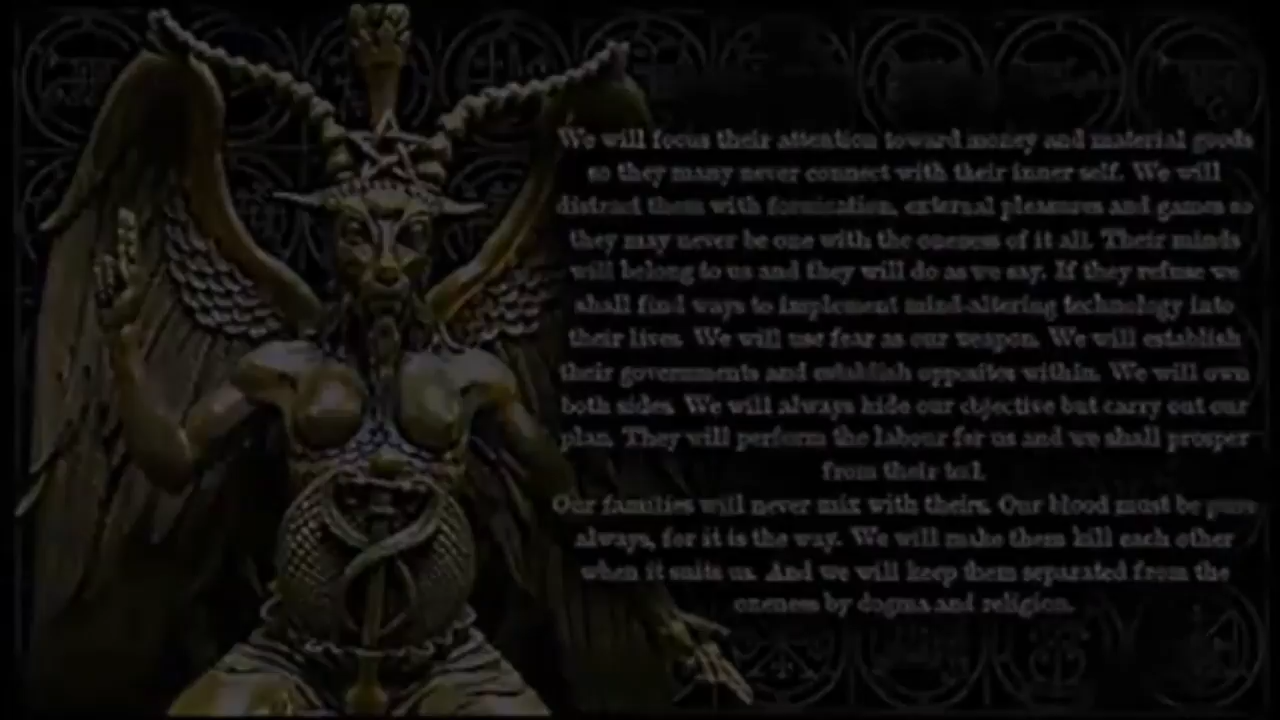 We will focus their attention toward money and material goods
so they many never connect with their inner self. We will
distract them with fornication, external pleasures and games so
they may never be one with the oneness of it all. Their minds
will belong to us and they will do as we say. If they refuse we
shall find ways to implement mind-altering technology into
their lives. We will use fear as our weapon. We will establish
their governments and establish opposites within. We will own
both sides. We will always hide our objective but carry out our
plan. They will perform the labour for us and we shall prosper
from their toil.
Our families will never mix with theirs. Our blood must be pure
always, for it is the way. We will make them kill each other
when it suits us. And we will keep them separated from the
oneness by dogma and religion.